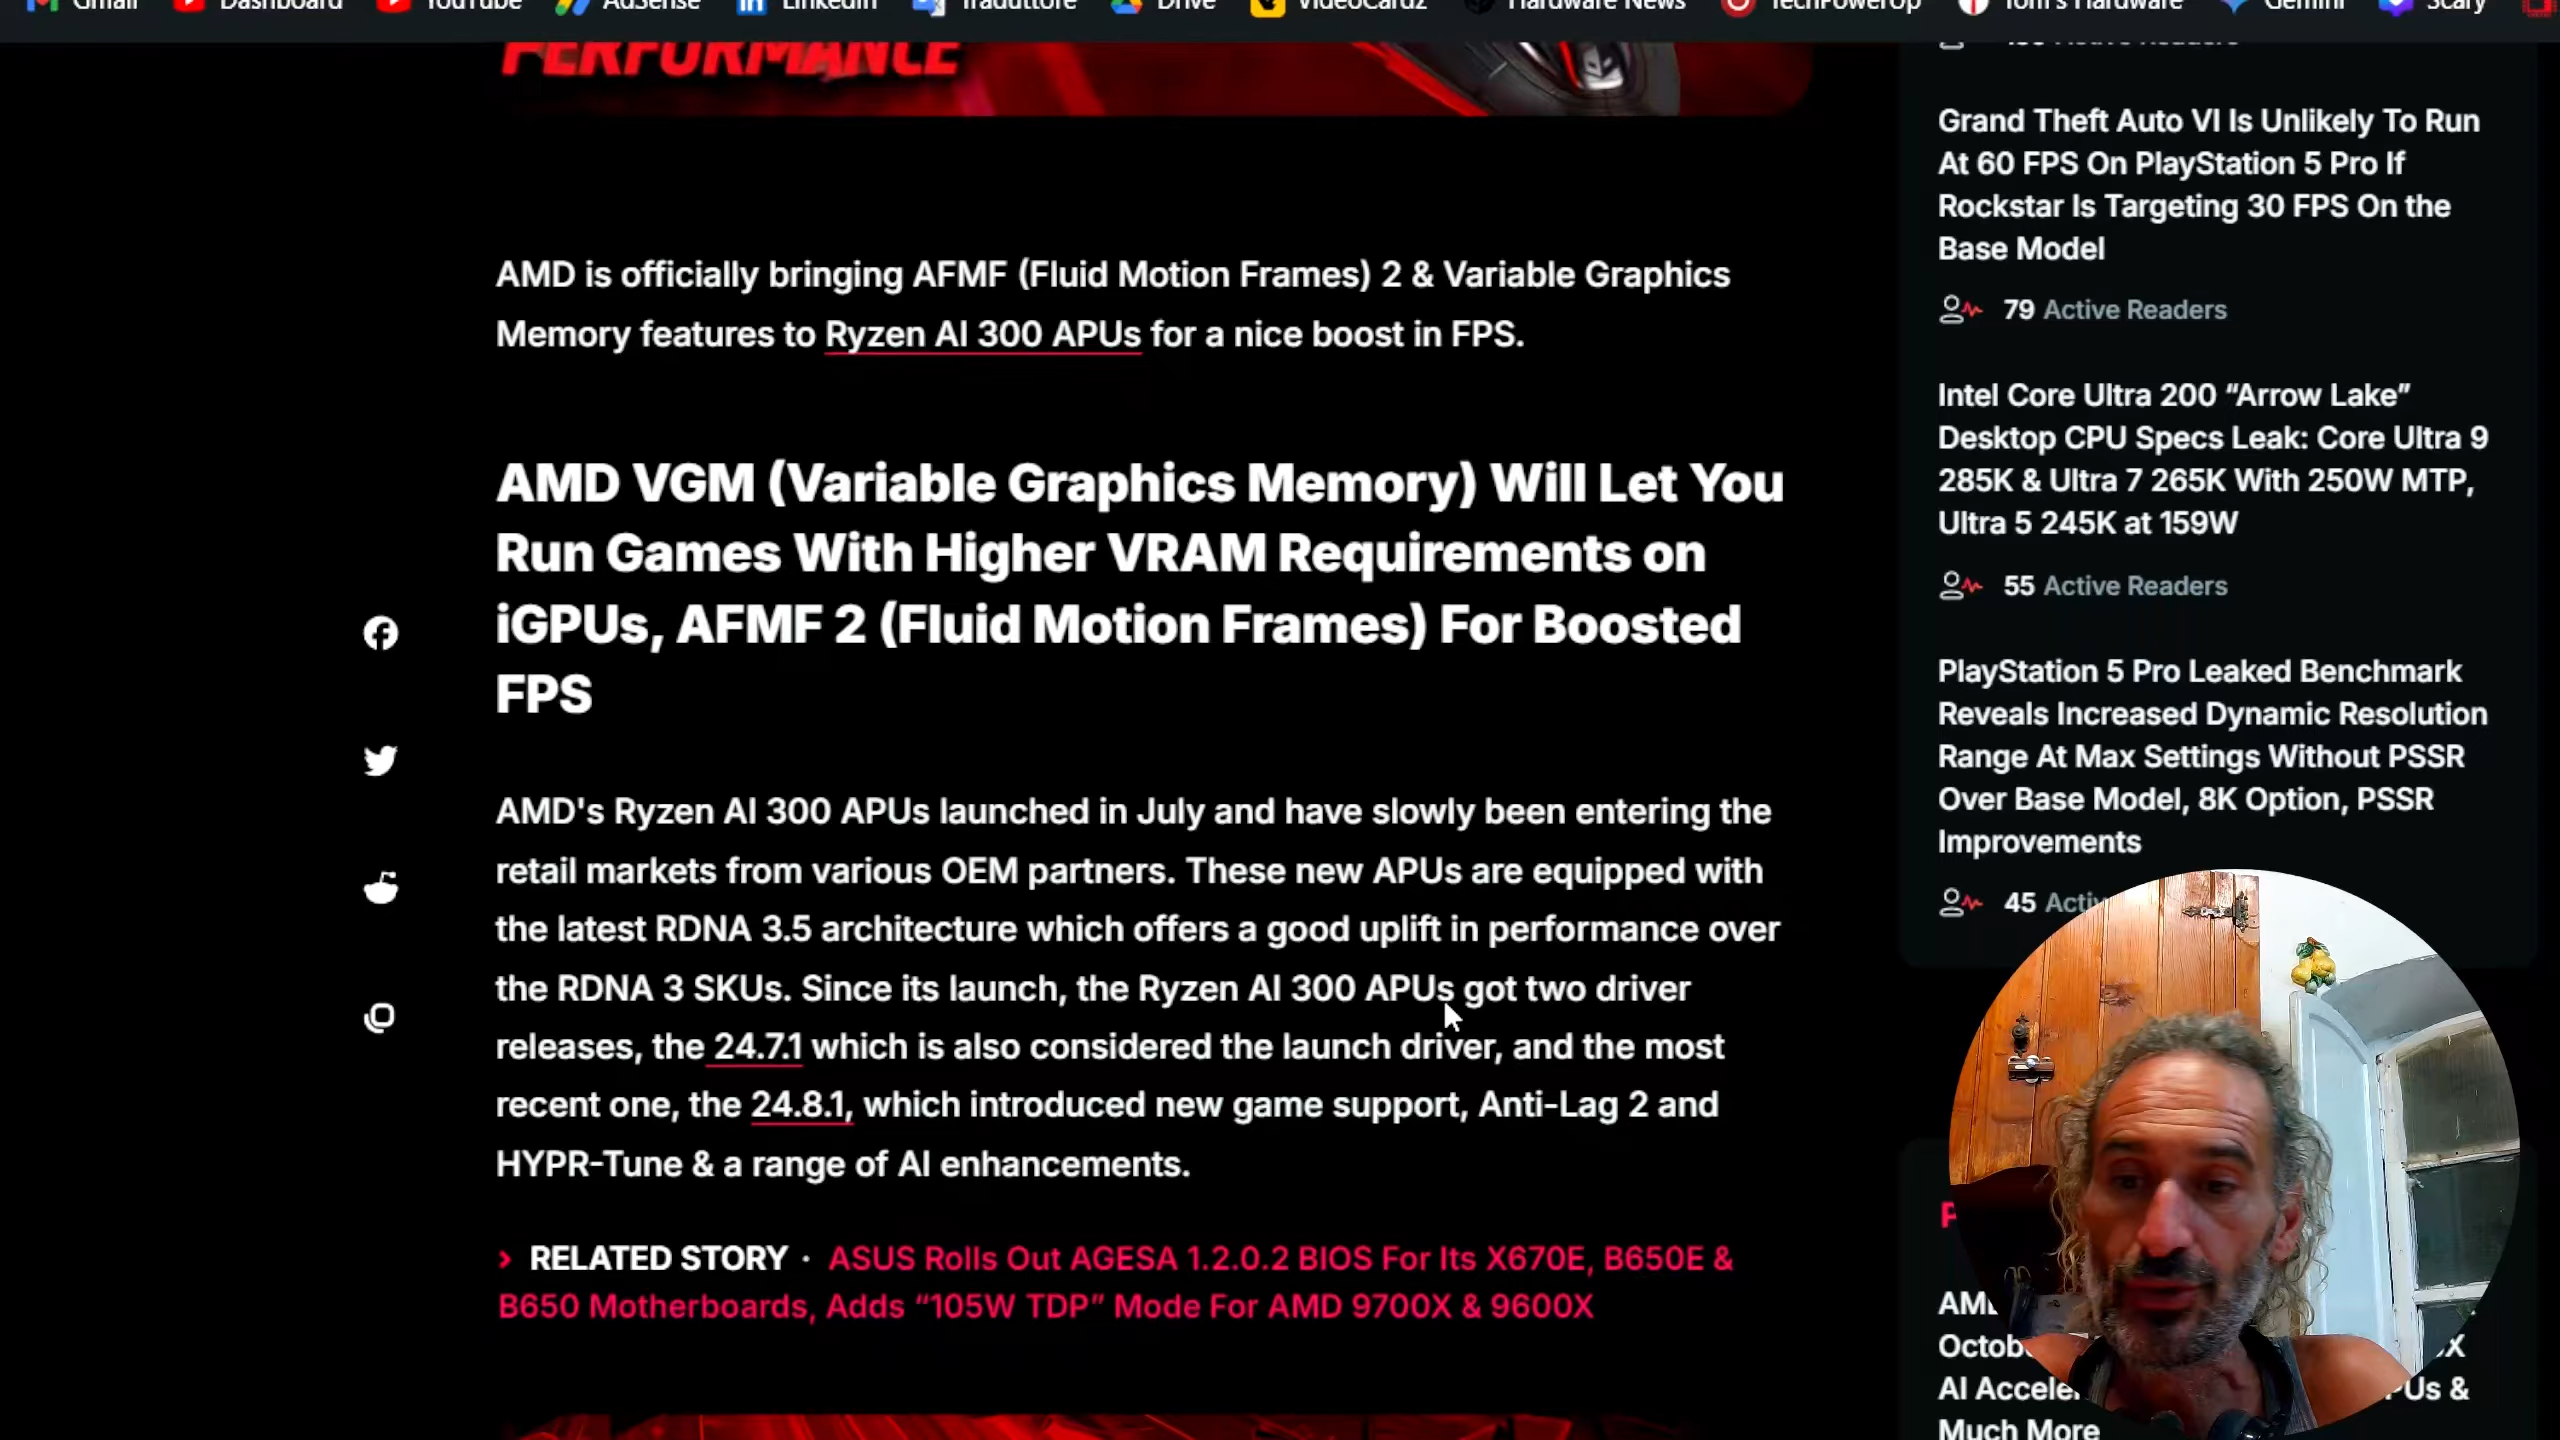 Gmail Dashboard YouTube AdSense LinkedIn Traduttore Drive VideoCardz Hardware News TechPowerUp Tom's Hardware Gemini Scary
PERFORMANCE
AMD is officially bringing AFMF (Fluid Motion Frames) 2 & Variable Graphics
Memory features to Ryzen AI 300 APUs for a nice boost in FPS.
AMD VGM (Variable Graphics Memory) Will Let You
Run Games With Higher VRAM Requirements on
iGPUs, AFMF 2 (Fluid Motion Frames) For Boosted
FPS
AMD's Ryzen AI 300 APUs launched in July and have slowly been entering the
retail markets from various OEM partners. These new APUs are equipped with
the latest RDNA 3.5 architecture which offers a good uplift in performance over
the RDNA 3 SKUs. Since its launch, the Ryzen AI 300 APUs got two driver
releases, the 24.7.1 which is also considered the launch driver, and the most
recent one, the 24.8.1, which introduced new game support, Anti-Lag 2 and
HYPR-Tune & a range of AI enhancements.
› RELATED STORY · ASUS Rolls Out AGESA 1.2.0.2 BIOS For Its X670E, B650E &
B650 Motherboards, Adds “105W TDP” Mode For AMD 9700X & 9600X
Active Readers
Grand Theft Auto VI Is Unlikely To Run
At 60 FPS On PlayStation 5 Pro If
Rockstar Is Targeting 30 FPS On the
Base Model
79 Active Readers
Intel Core Ultra 200 “Arrow Lake”
Desktop CPU Specs Leak: Core Ultra 9
285K & Ultra 7 265K With 250W MTP,
Ultra 5 245K at 159W
55 Active Readers
PlayStation 5 Pro Leaked Benchmark
Reveals Increased Dynamic Resolution
Range At Max Settings Without PSSR
Over Base Model, 8K Option, PSSR
Improvements
45
AI
&
Much More